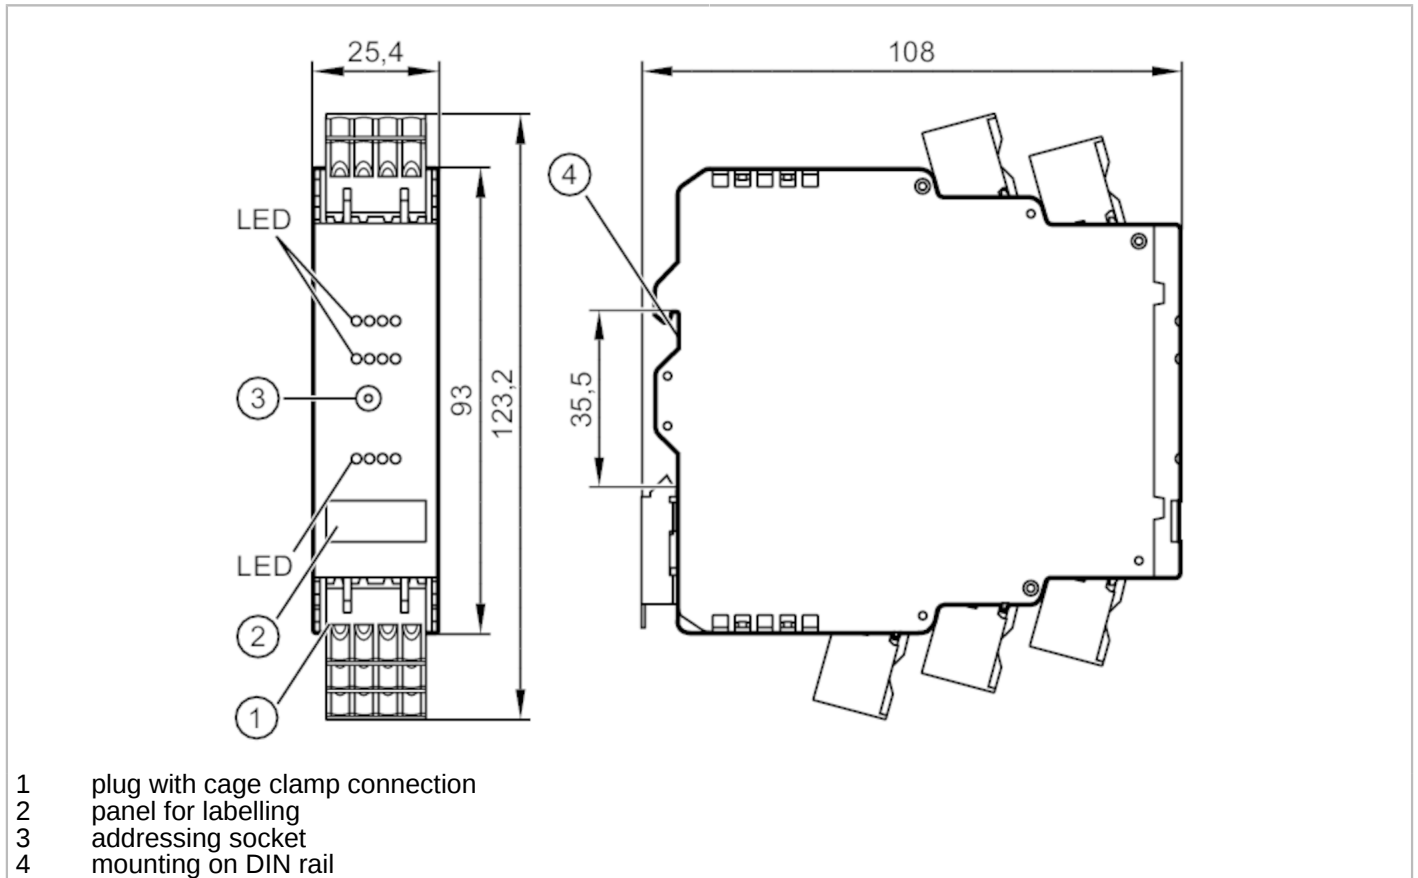 25,4
108
4
LED
3
93
123,2
35,5
LED
2
1
1 plug with cage clamp connection
2 panel for labelling
3 addressing socket
4 mounting on DIN rail